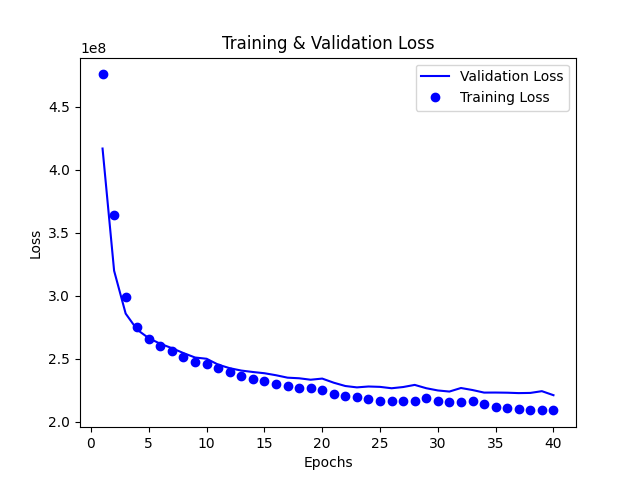 Training & Validation Loss
1e8
Validation Loss
Training Loss
4.5
4.0
3.5
3.0
2.5
2.0
Loss
0 5 10 15 20 25 30 35 40
Epochs